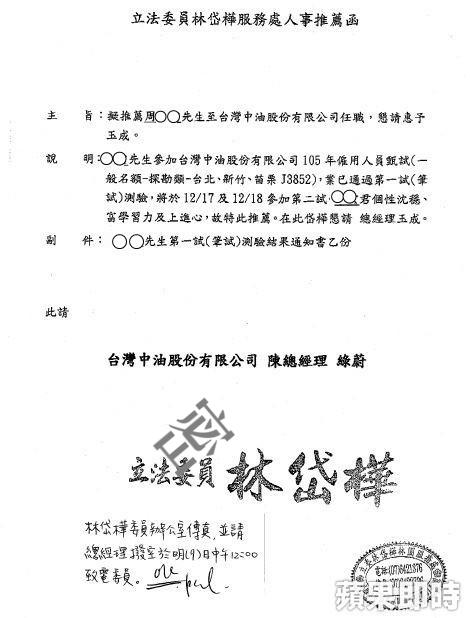 立法委員林岱樺服務處人事推薦函
主 旨：擬推薦周○○先生至台灣中油股份有限公司任職，懇請惠予
玉成。
說 明：○○先生參加台灣中油股份有限公司105年僱用人員甄試(一
般名額-探勘類-台北、新竹、苗栗 J3852)，業已通過第一試(筆
試)測驗，將於12/17及12/18參加第二試，○○君個性沈穩、
富學習力及上進心，故特此推薦。在此岱樺懇請 總經理玉成。
副 件：○○先生第一試(筆試)測驗結果通知書乙份
此請
台灣中油股份有限公司 陳總經理 綠蔚
立法委員 林岱樺
林岱樺委員辦公室傳真，並請
總經理撥空於明(9)日中午12:00
致電委員。
蘋果即時